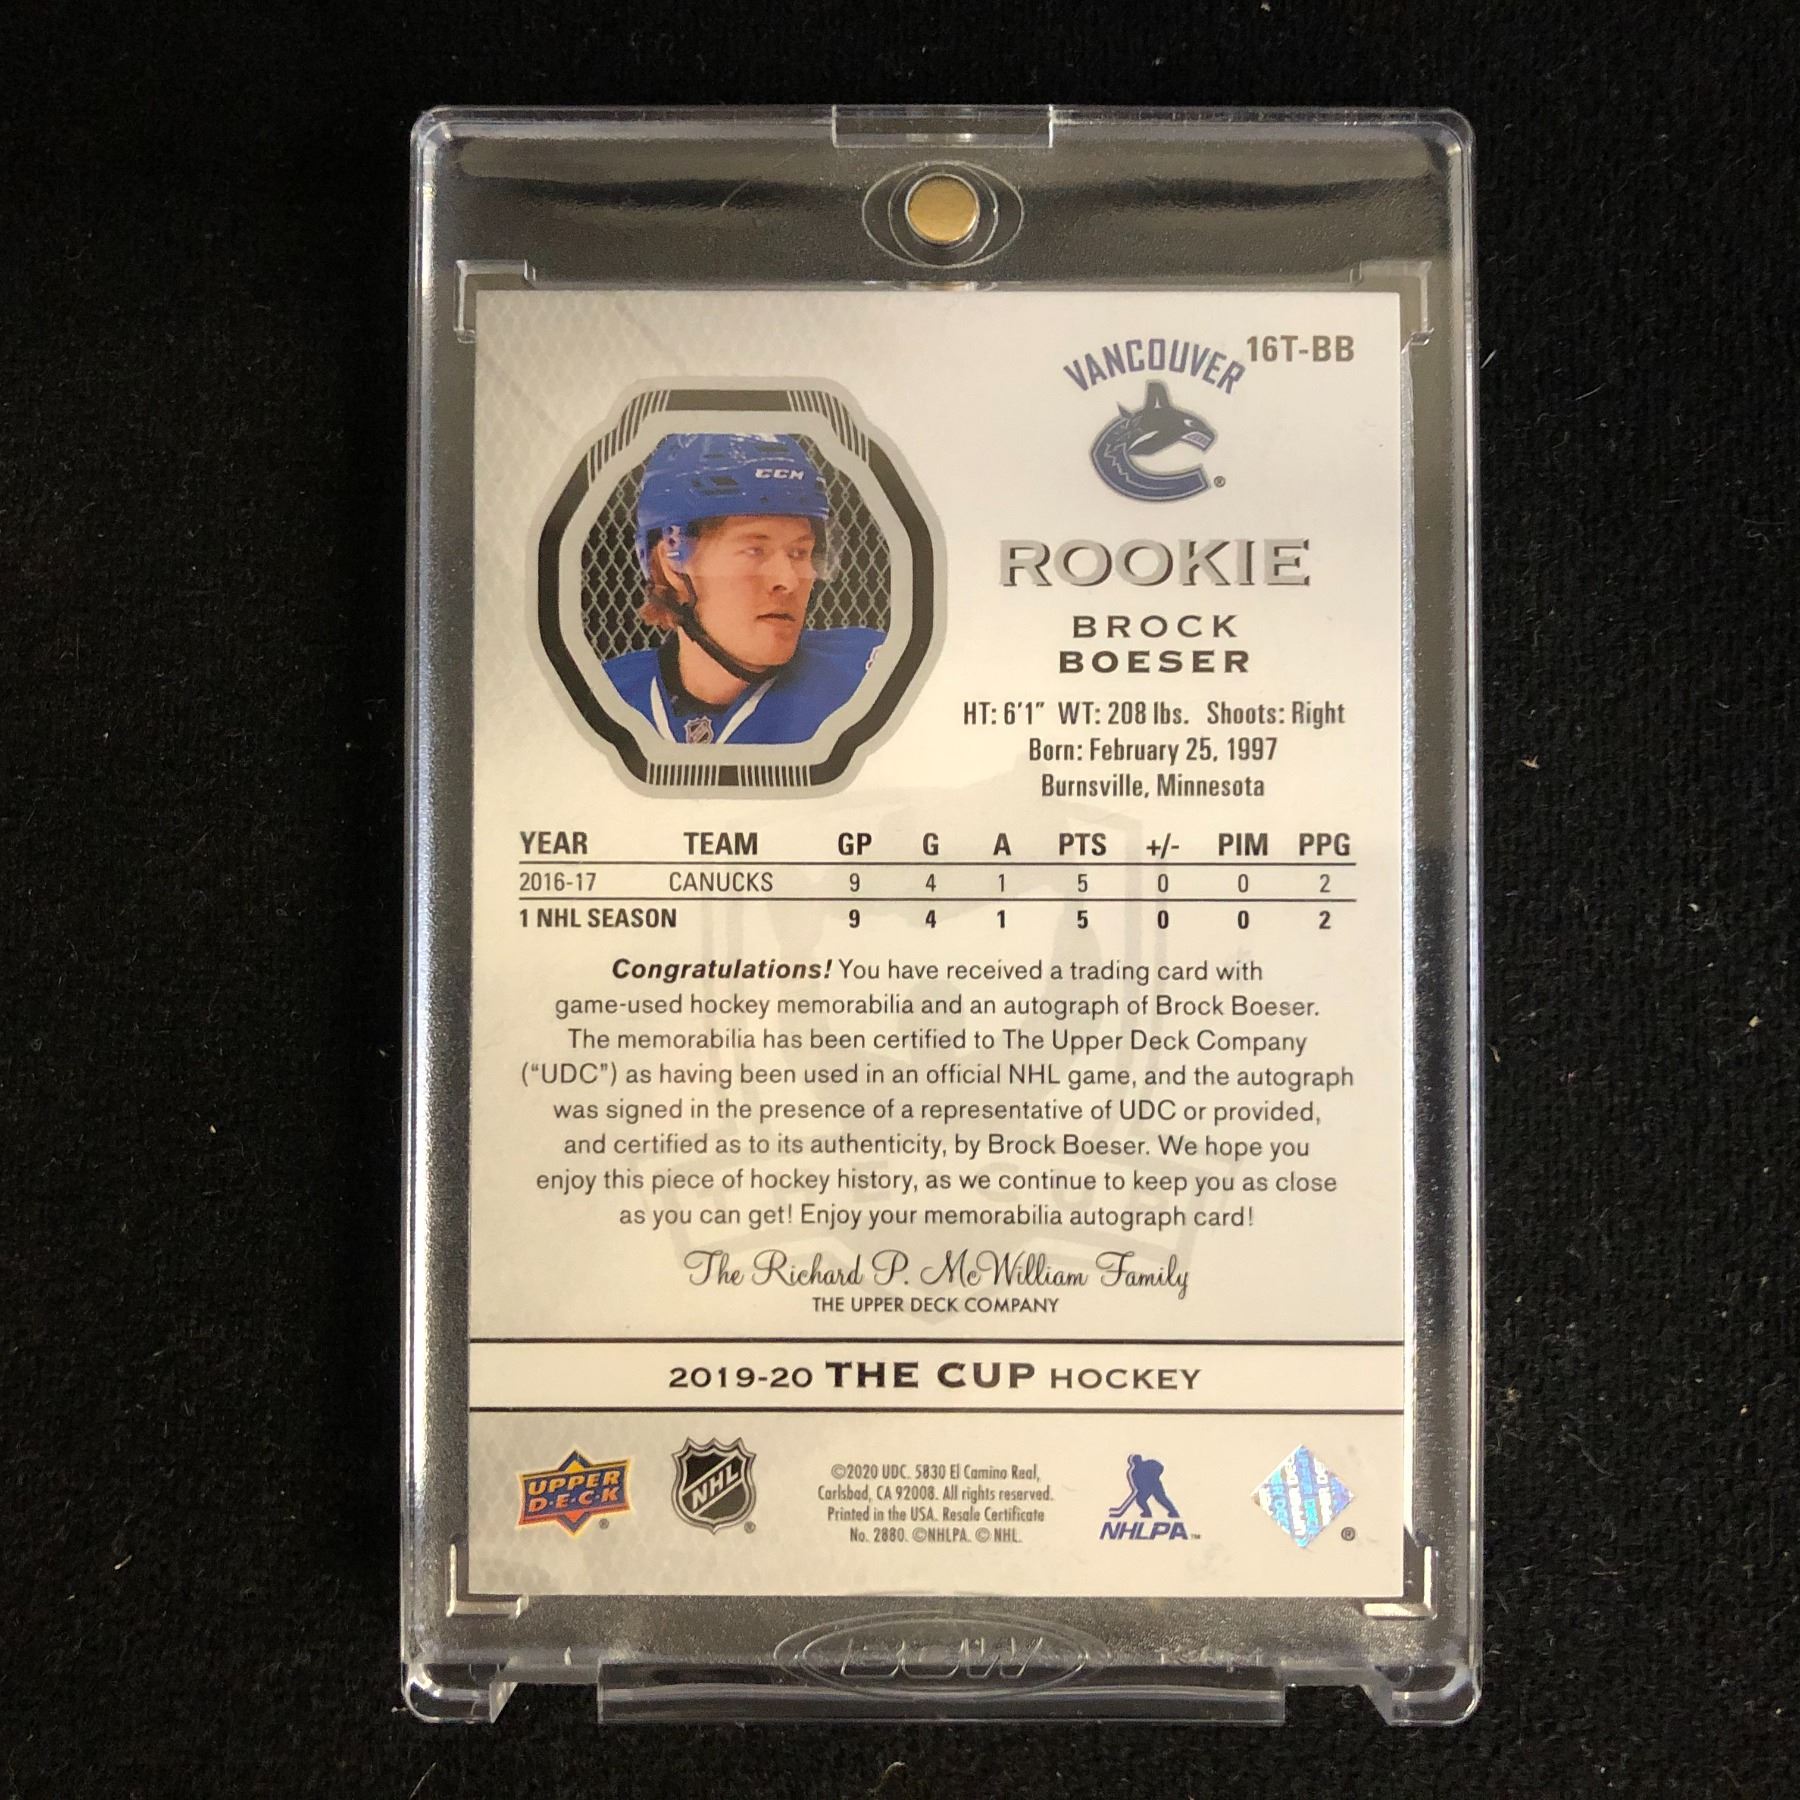 16T-BB
VANCOUVER
®
CCM
ROOKIE
BROCK
BOESER
HT: 6'1" WT: 208 lbs. Shoots: Right
Born: February 25, 1997
Burnsville, Minnesota
YEAR TEAM GP G A PTS +/- PIM PPG
2016-17 CANUCKS 9 4 1 5 0 0 2
1 NHL SEASON 9 4 1 5 0 0 2
Congratulations! You have received a trading card with
game-used hockey memorabilia and an autograph of Brock Boeser.
The memorabilia has been certified to The Upper Deck Company
("UDC") as having been used in an official NHL game, and the autograph
was signed in the presence of a representative of UDC or provided,
and certified as to its authenticity, by Brock Boeser. We hope you
enjoy this piece of hockey history, as we continue to keep you as close
as you can get! Enjoy your memorabilia autograph card!
The Richard P. McWilliam Family
THE UPPER DECK COMPANY
2019-20 THE CUP HOCKEY
UPPER
D·E·C·K
®
NHL
®
©2020 UDC. 5830 El Camino Real,
Carlsbad, CA 92008. All rights reserved.
Printed in the USA. Resale Certificate
No. 2880. ©NHLPA. © NHL.
NHLPA™
®
BCW